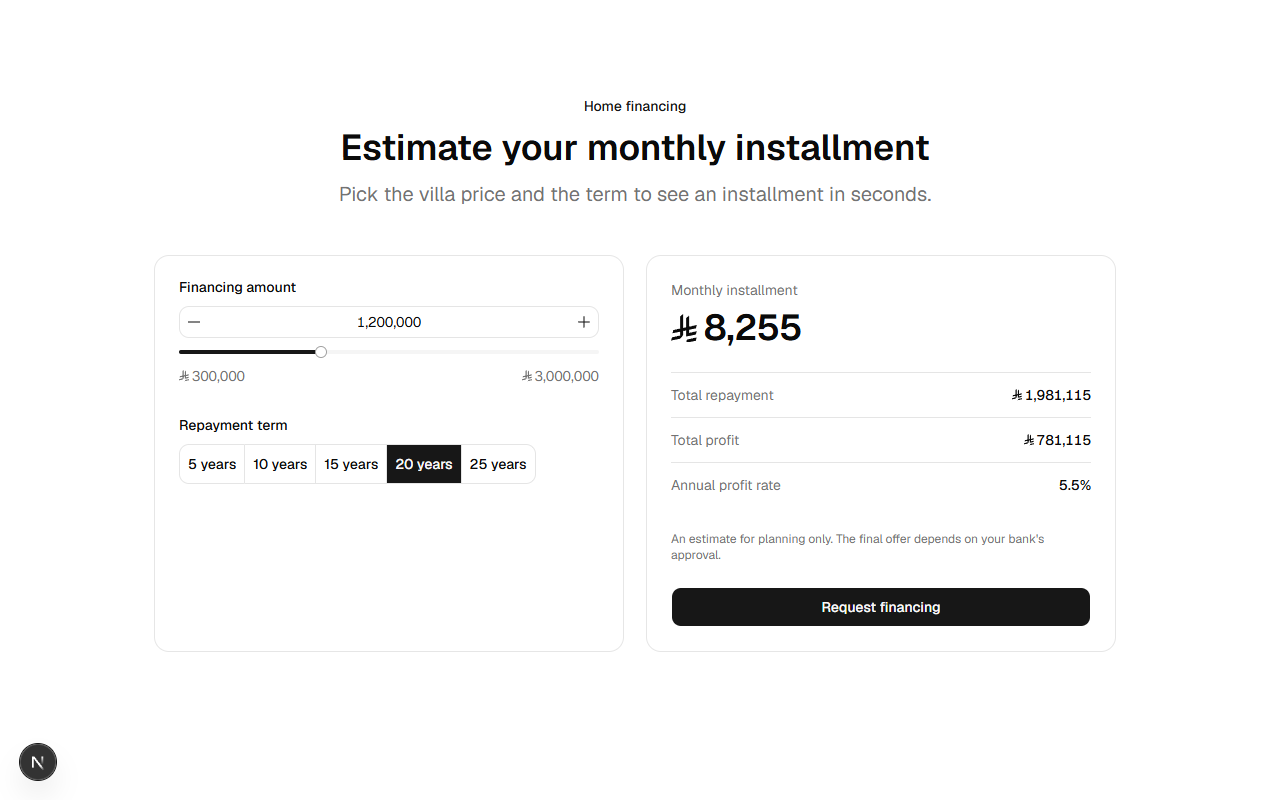 Home financing
Estimate your monthly installment
Pick the villa price and the term to see an installment in seconds.
Financing amount
1,200,000
⃁ 300,000
⃁ 3,000,000
Repayment term
5 years
10 years
15 years
20 years
25 years
Monthly installment
⃁ 8,255
Total repayment
⃁ 1,981,115
Total profit
⃁ 781,115
Annual profit rate
5.5%
An estimate for planning only. The final offer depends on your bank's
approval.
Request financing
N